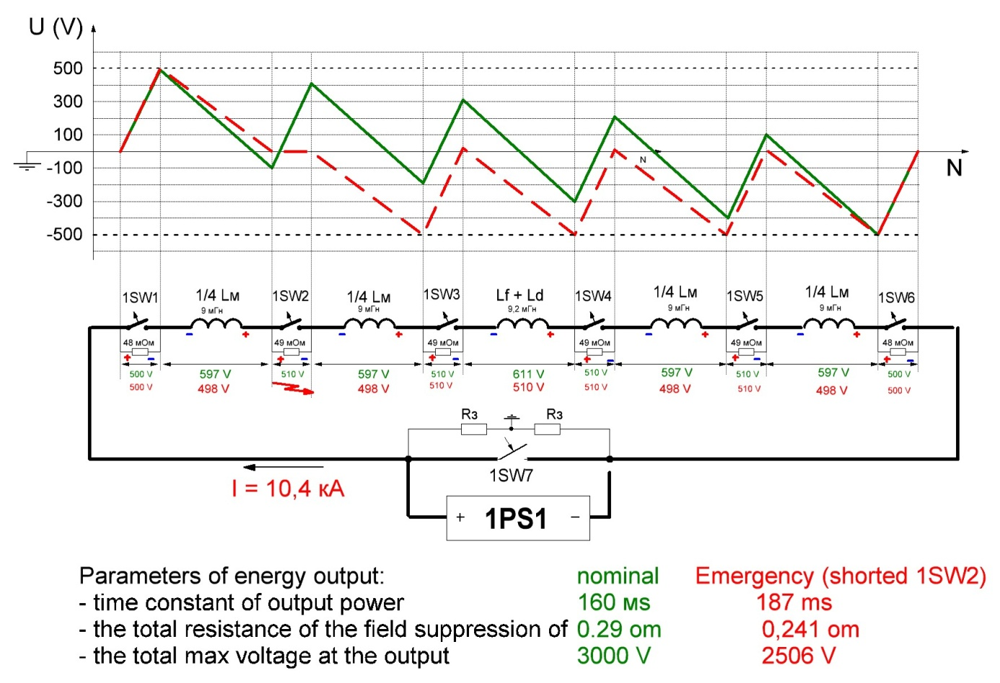 U (V)
500
300
100
-100
-300
-500
N
N
1SW1
1/4 Lм
9 мГн
1SW2
1/4 Lм
9 мГн
1SW3
Lf + Ld
9,2 мГн
1SW4
1/4 Lм
9 мГн
1SW5
1/4 Lм
9 мГн
1SW6
- + - + - + - + - +
48 мОм 49 мОм 49 мОм 49 мОм 49 мОм 48 мОм
+ - + - + - + - + - + -
500 V 597 V 510 V 597 V 510 V 611 V 510 V 597 V 510 V 597 V 500 V
500 V 498 V 498 V 510 V 510 V 510 V 498 V 510 V 498 V 500 V
Rз Rз
1SW7
I = 10,4 кА
+ 1PS1 −
Parameters of energy output: nominal Emergency (shorted 1SW2)
- time constant of output power 160 мs 187 ms
- the total resistance of the field suppression of 0.29 om 0,241 om
- the total max voltage at the output 3000 V 2506 V